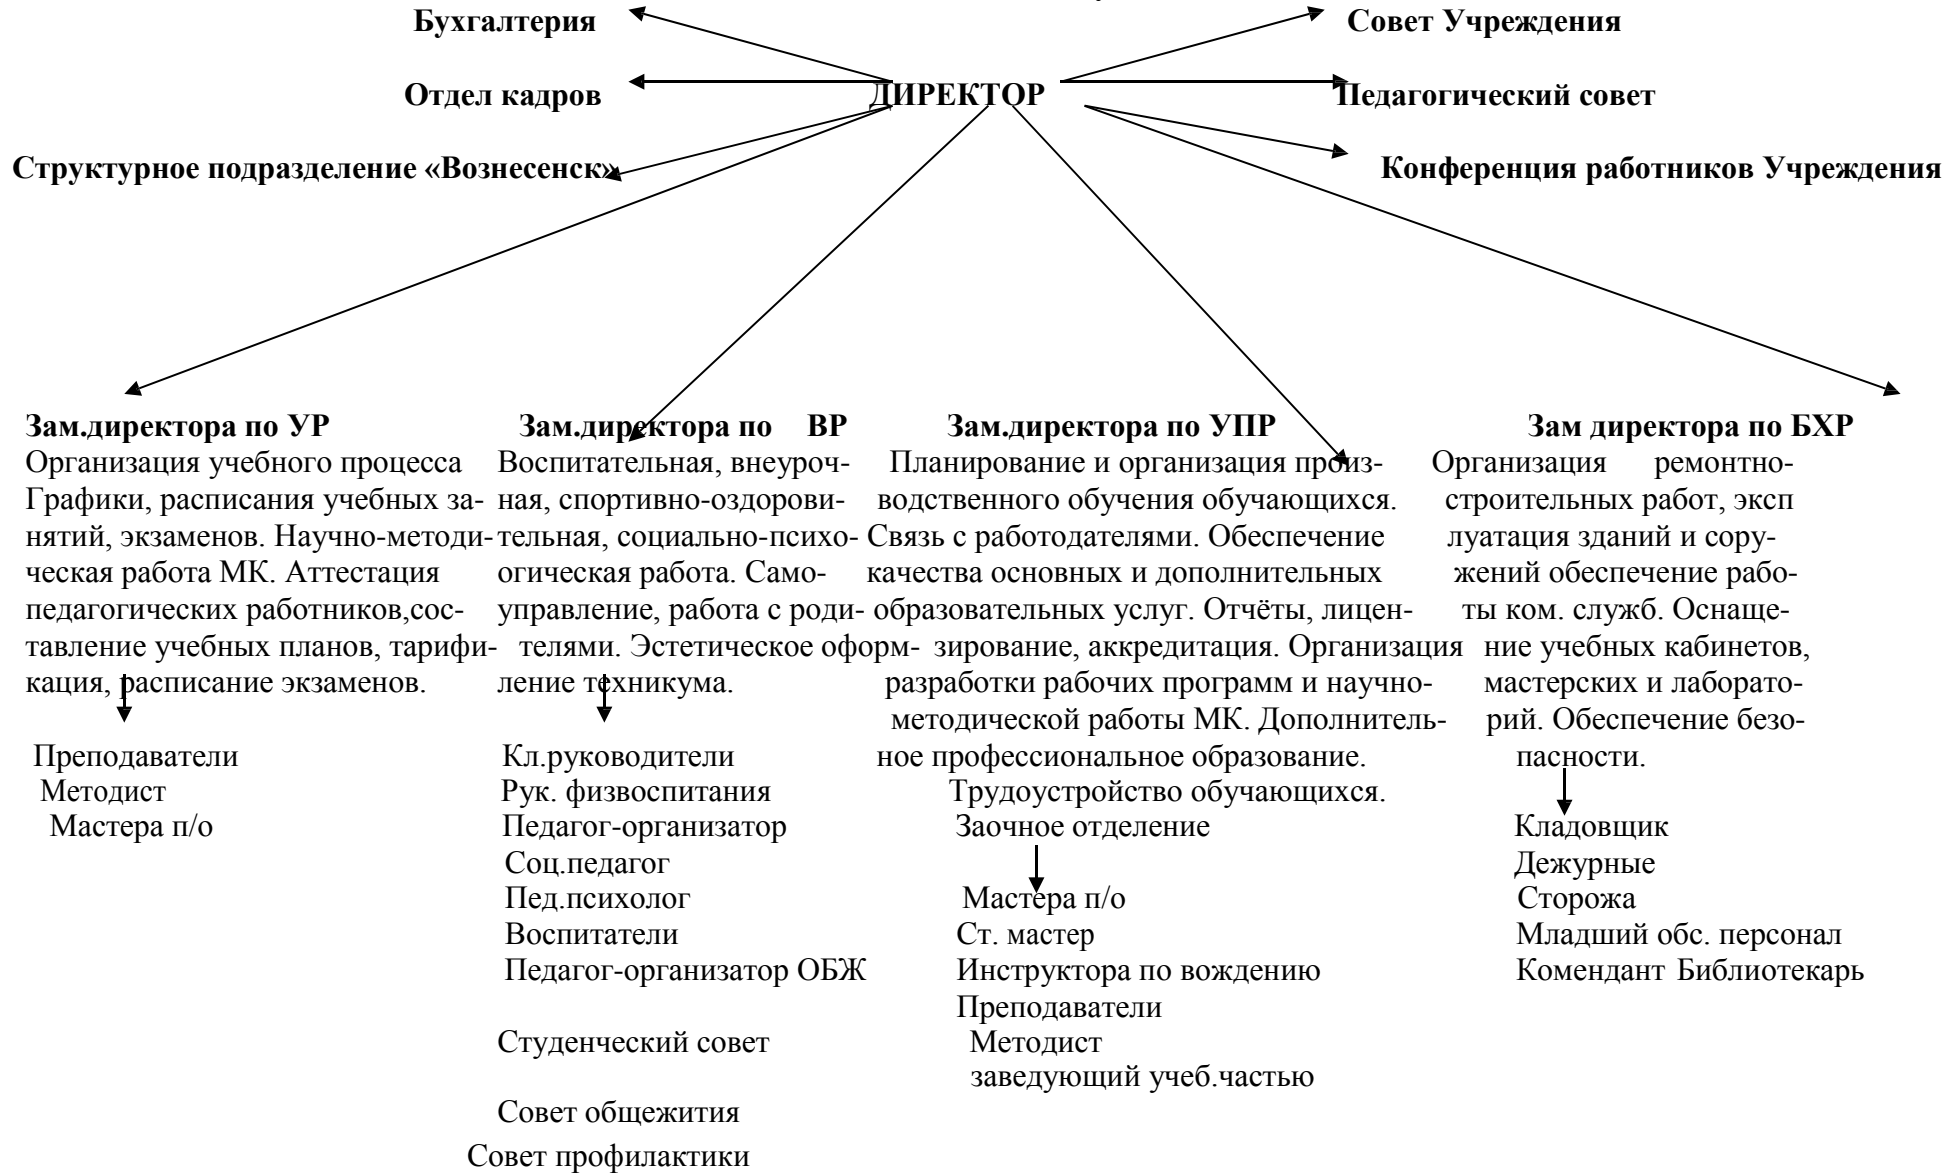 Бухгалтерия
Совет Учреждения
Отдел кадров
ДИРЕКТОР
Педагогический совет
Структурное подразделение «Вознесенск»
Конференция работников Учреждения
Зам.директора по УР
Организация учебного процесса
Графики, расписания учебных за-
нятий, экзаменов. Научно-методи-
ческая работа МК. Аттестация
педагогических работников,сос-
тавление учебных планов, тарифи-
кация, расписание экзаменов.
Преподаватели
Методист
Мастера п/о
Зам.директора по ВР
Воспитательная, внеуроч-
ная, спортивно-оздорови-
тельная, социально-психо-
огическая работа. Само-
управление, работа с роди-
телями. Эстетическое оформ-
ление техникума.
Кл.руководители
Рук. физвоспитания
Педагог-организатор
Соц.педагог
Пед.психолог
Воспитатели
Педагог-организатор ОБЖ
Студенческий совет
Совет общежития
Совет профилактики
Зам.директора по УПР
Планирование и организация произ-
водственного обучения обучающихся.
Связь с работодателями. Обеспечение
качества основных и дополнительных
образовательных услуг. Отчёты, лицен-
зирование, аккредитация. Организация
разработки рабочих программ и научно-
методической работы МК. Дополнитель-
ное профессиональное образование.
Трудоустройство обучающихся.
Заочное отделение
Мастера п/о
Ст. мастер
Инструктора по вождению
Преподаватели
Методист
заведующий учеб.частью
Зам директора по БХР
Организация ремонтно-
строительных работ, эксп
луатация зданий и сору-
жений обеспечение рабо-
ты ком. служб. Оснаще-
ние учебных кабинетов,
мастерских и лаборато-
рий. Обеспечение безо-
пасности.
Кладовщик
Дежурные
Сторожа
Младший обс. персонал
Комендант Библиотекарь